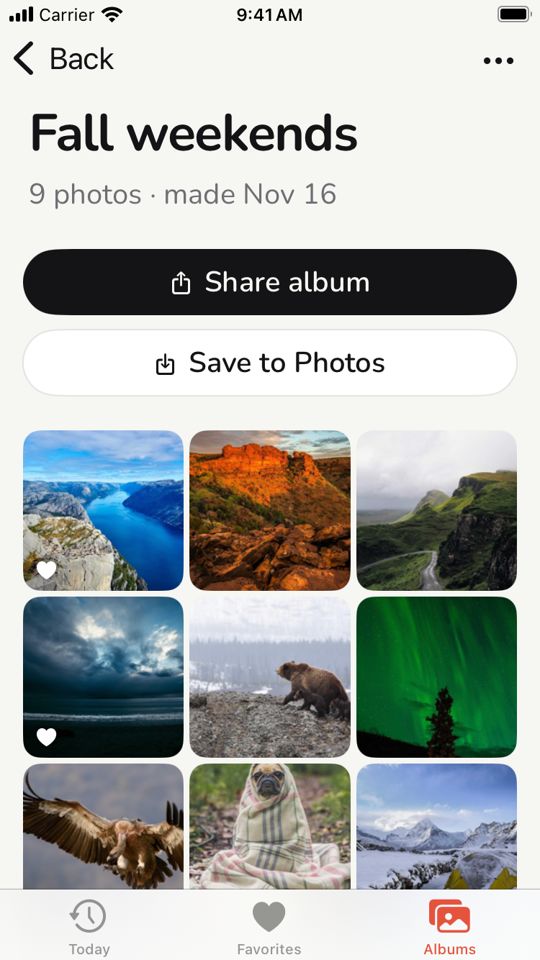 Carrier 9:41 AM
Back
Fall weekends
9 photos · made Nov 16
Share album
Save to Photos
Today Favorites Albums